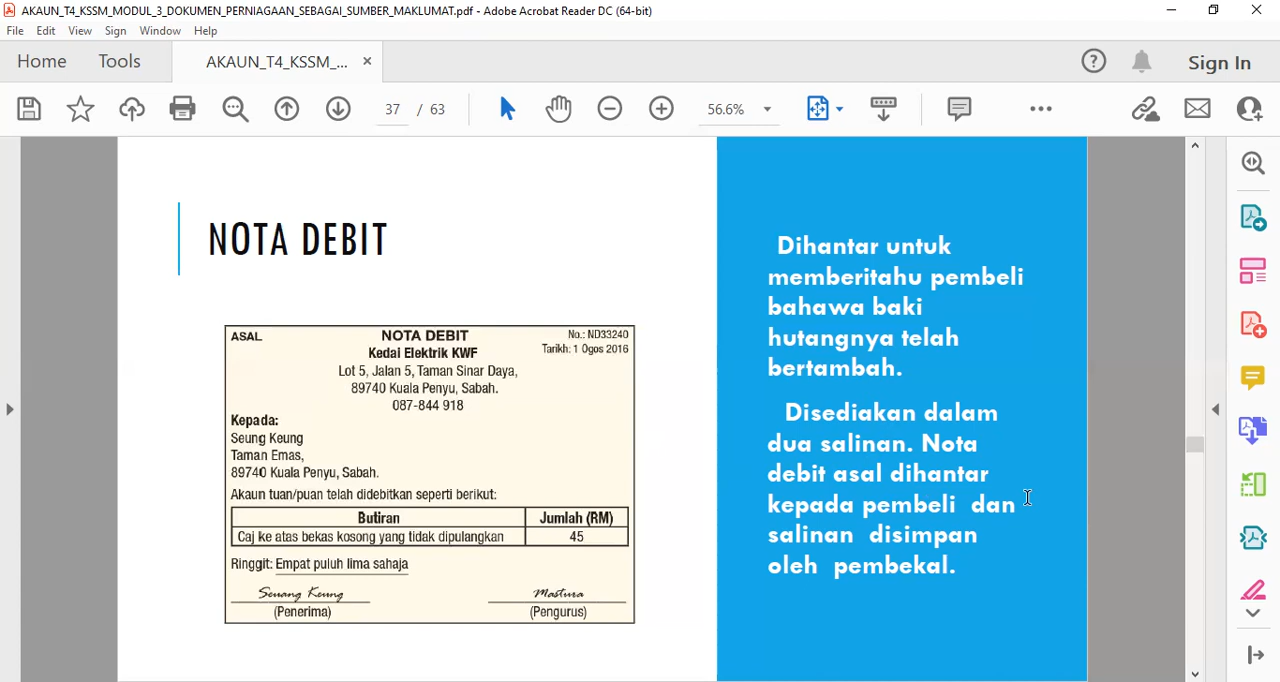 AKAUN_T4_KSSM_MODUL_3_DOKUMEN_PERNIAGAAN_SEBAGAI_SUMBER_MAKLUMAT.pdf - Adobe Acrobat Reader DC (64-bit)
File Edit View Sign Window Help
Home Tools AKAUN_T4_KSSM_... Sign In
37 / 63 56.6%
NOTA DEBIT
ASAL NOTA DEBIT No.: ND33240
Kedai Elektrik KWF Tarikh: 1 Ogos 2016
Lot 5, Jalan 5, Taman Sinar Daya,
89740 Kuala Penyu, Sabah.
087-844 918
Kepada:
Seung Keung
Taman Emas,
89740 Kuala Penyu, Sabah.
Akaun tuan/puan telah didebitkan seperti berikut:
Butiran Jumlah (RM)
Caj ke atas bekas kosong yang tidak dipulangkan 45
Ringgit: Empat puluh lima sahaja
Seuang Keung Mastura
(Penerima) (Pengurus)
Dihantar untuk
memberitahu pembeli
bahawa baki
hutangnya telah
bertambah.
Disediakan dalam
dua salinan. Nota
debit asal dihantar
kepada pembeli dan
salinan disimpan
oleh pembekal.